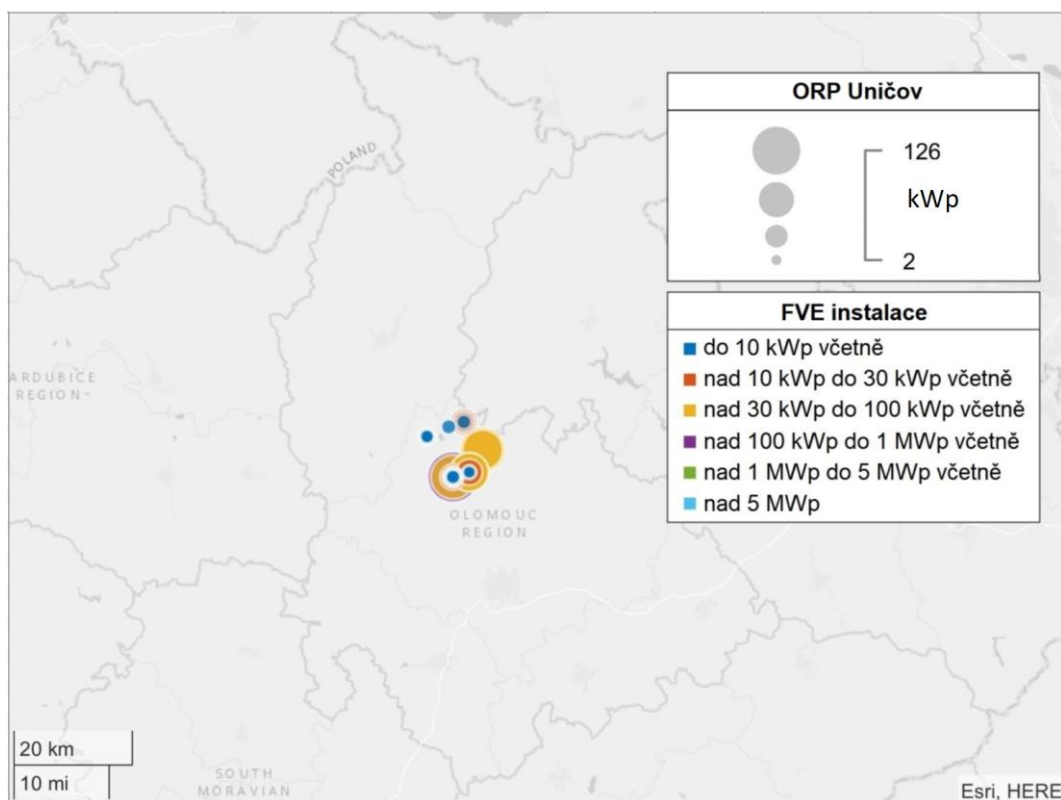 POLAND
ARDUBICE
REGION~
OLOMOUC
REGION
SOUTH
MORAVIAN
ORP Uničov
126
kWp
2
FVE instalace
do 10 kWp včetně
nad 10 kWp do 30 kWp včetně
nad 30 kWp do 100 kWp včetně
nad 100 kWp do 1 MWp včetně
nad 1 MWp do 5 MWp včetně
nad 5 MWp
20 km
10 mi
Esri, HERE